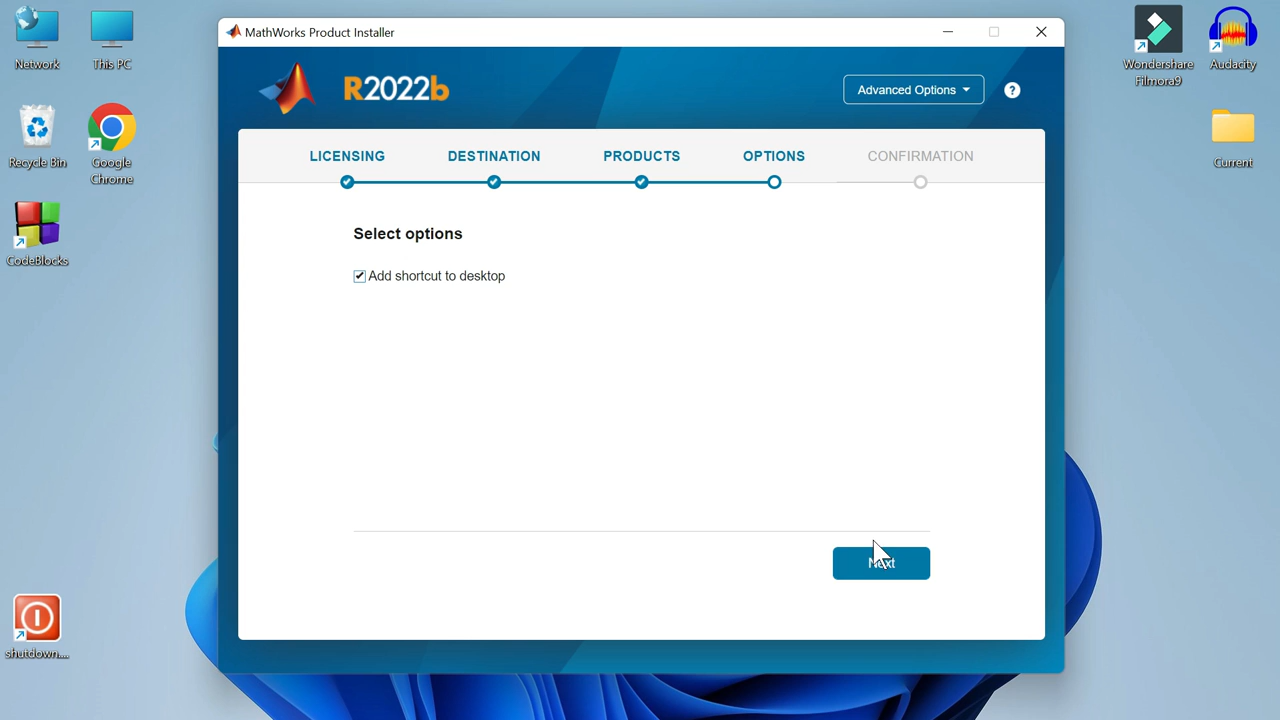 Network
This PC
Recycle Bin
Google
Chrome
CodeBlocks
shutdown....
MathWorks Product Installer
R2022b
Advanced Options
?
LICENSING
DESTINATION
PRODUCTS
OPTIONS
CONFIRMATION
Select options
Add shortcut to desktop
Next
Wondershare
Filmora9
Audacity
Current